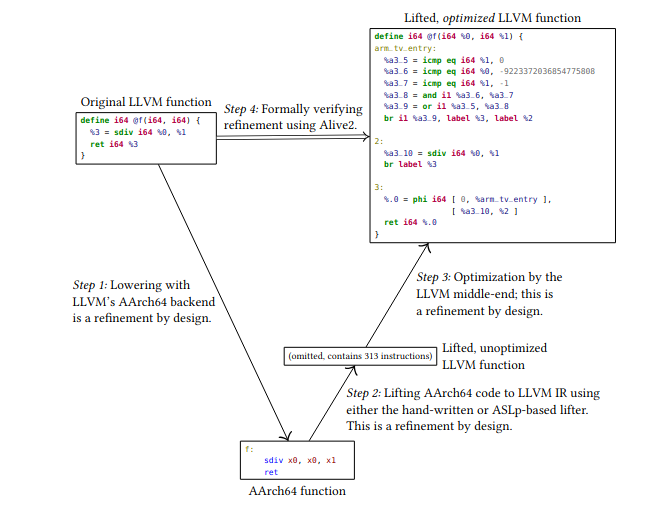 Lifted, optimized LLVM function
define i64 @f(i64 %0, i64 %1) {
arm_tv_entry:
%a3_5 = icmp eq i64 %1, 0
%a3_6 = icmp eq i64 %0, -9223372036854775808
%a3_7 = icmp eq i64 %1, -1
%a3_8 = and i1 %a3_6, %a3_7
%a3_9 = or i1 %a3_5, %a3_8
br i1 %a3_9, label %3, label %2
2:
%a3_10 = sdiv i64 %0, %1
br label %3
3:
%.0 = phi i64 [ 0, %arm_tv_entry ],
[ %a3_10, %2 ]
ret i64 %.0
}
Original LLVM function
define i64 @f(i64, i64) {
%3 = sdiv i64 %0, %1
ret i64 %3
}
Step 4: Formally verifying
refinement using Alive2.
Step 1: Lowering with
LLVM's AArch64 backend
is a refinement by design.
Step 3: Optimization by the
LLVM middle-end; this is
a refinement by design.
(omitted, contains 313 instructions)
Lifted, unoptimized
LLVM function
Step 2: Lifting AArch64 code to LLVM IR using
either the hand-written or ASLp-based lifter.
This is a refinement by design.
f:
sdiv x0, x0, x1
ret
AArch64 function